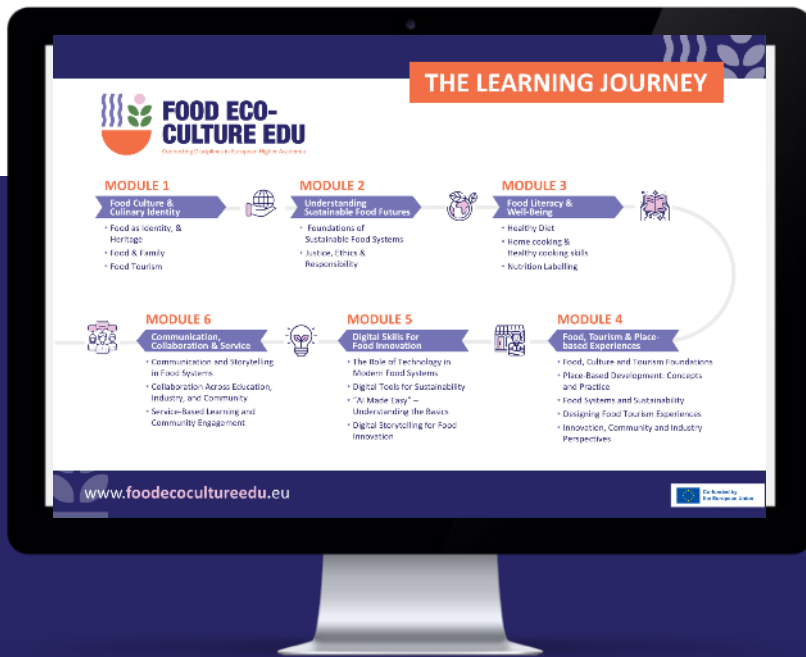 THE LEARNING JOURNEY
FOOD ECO-
CULTURE EDU
Connecting Disciplines in European Higher Academia
MODULE 1
Food Culture &
Culinary Identity
• Food as Identity, &
Heritage
• Food & Family
• Food Tourism
MODULE 2
Understanding
Sustainable Food Futures
• Foundations of
Sustainable Food Systems
• Justice, Ethics &
Responsibility
MODULE 3
Food Literacy &
Well-Being
• Healthy Diet
• Home cooking &
Healthy cooking skills
• Nutrition Labelling
MODULE 6
Communication,
Collaboration & Service
• Communication and Storytelling
in Food Systems
• Collaboration Across Education,
Industry, and Community
• Service-Based Learning and
Community Engagement
MODULE 5
Digital Skills For
Food Innovation
• The Role of Technology in
Modern Food Systems
• Digital Tools for Sustainability
• "AI Made Easy" –
Understanding the Basics
• Digital Storytelling for Food
Innovation
MODULE 4
Food, Tourism & Place-
based Experiences
• Food, Culture and Tourism Foundations
• Place-Based Development: Concepts
and Practice
• Food Systems and Sustainability
• Designing Food Tourism Experiences
• Innovation, Community and Industry
Perspectives
www.foodecocultureedu.eu
Co-funded by
the European Union